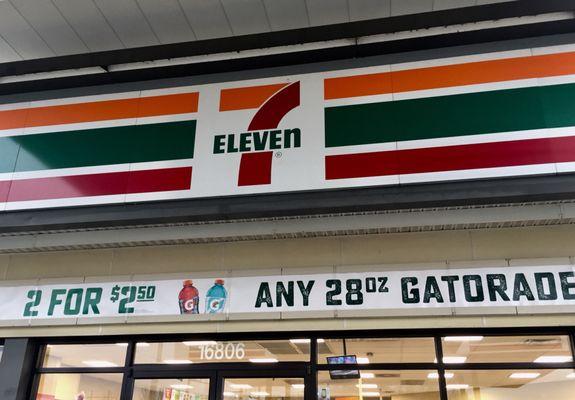 7
ELEVEn ®
2 FOR $2.50 G G ANY 28OZ GATORADE
16806